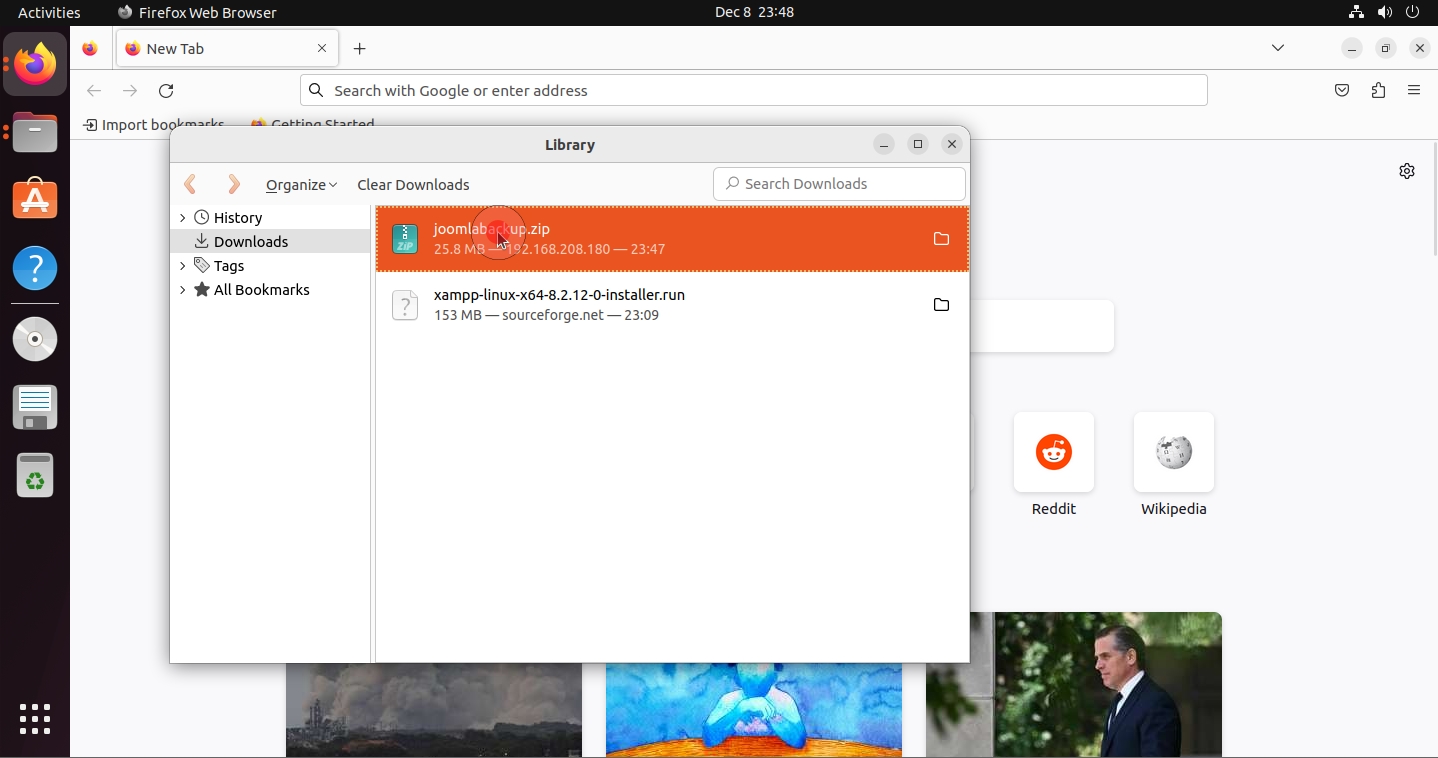 Activities
Firefox Web Browser
Dec 8 23:48
New Tab
Search with Google or enter address
Import bookmarks
Getting Started
Library
Organize
Clear Downloads
Search Downloads
History
Downloads
Tags
All Bookmarks
ZIP
joomlabackup.zip
25.8 MB — 192.168.208.180 — 23:47
?
xampp-linux-x64-8.2.12-0-installer.run
153 MB — sourceforge.net — 23:09
Reddit
Wikipedia